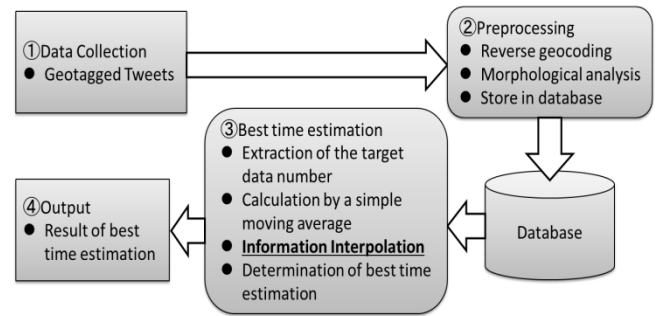 ①Data Collection
● Geotagged Tweets
②Preprocessing
● Reverse geocoding
● Morphological analysis
● Store in database
③Best time estimation
● Extraction of the target
data number
● Calculation by a simple
moving average
● Information Interpolation
● Determination of best time
estimation
④Output
● Result of best
time estimation
Database